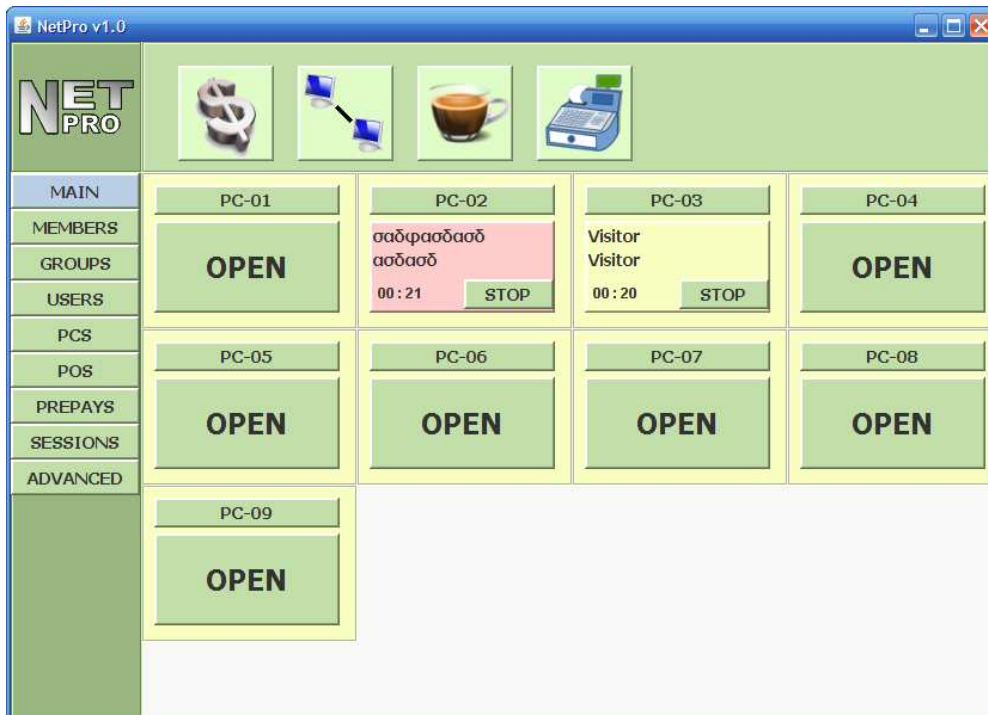 NetPro v1.0
NET
PRO
MAIN
MEMBERS
GROUPS
USERS
PCS
POS
PREPAYS
SESSIONS
ADVANCED
PC-01
OPEN
PC-02
σαδφασδασδ
ασδασδ
00:21 STOP
PC-03
Visitor
Visitor
00:20 STOP
PC-04
OPEN
PC-05
OPEN
PC-06
OPEN
PC-07
OPEN
PC-08
OPEN
PC-09
OPEN